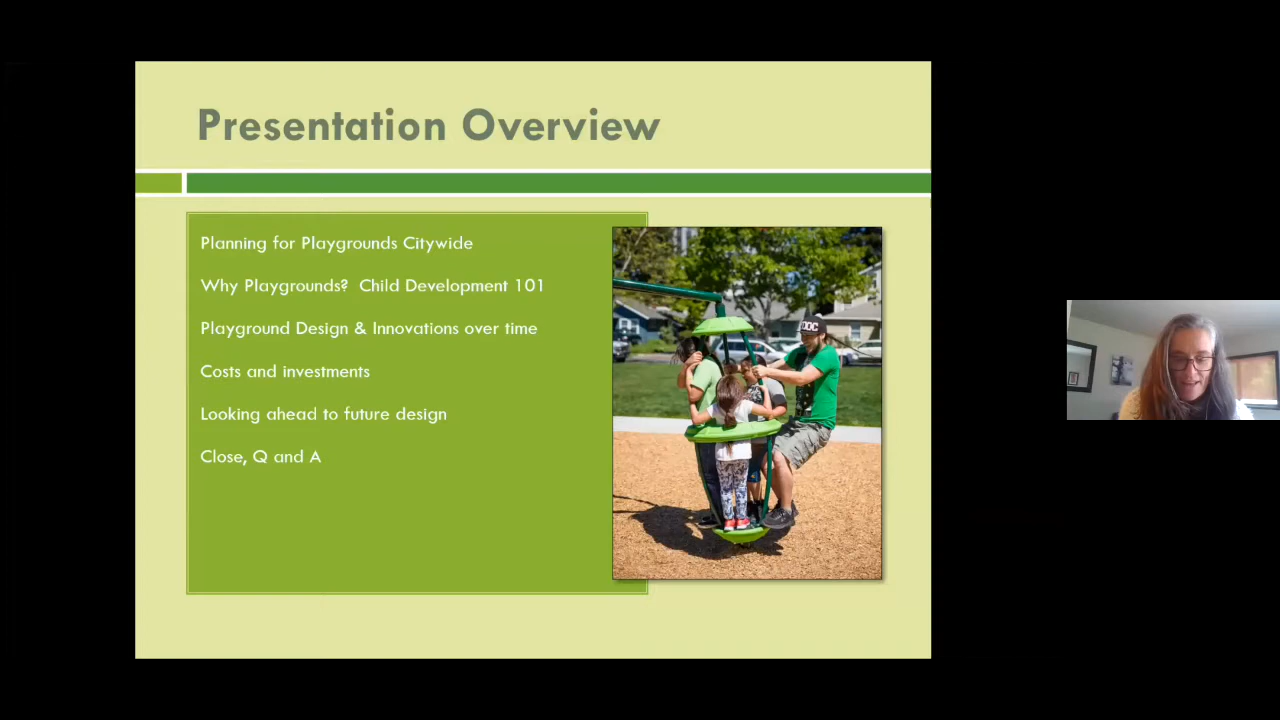 Presentation Overview
Planning for Playgrounds Citywide
Why Playgrounds?  Child Development 101
Playground Design & Innovations over time
Costs and investments
Looking ahead to future design
Close, Q and A